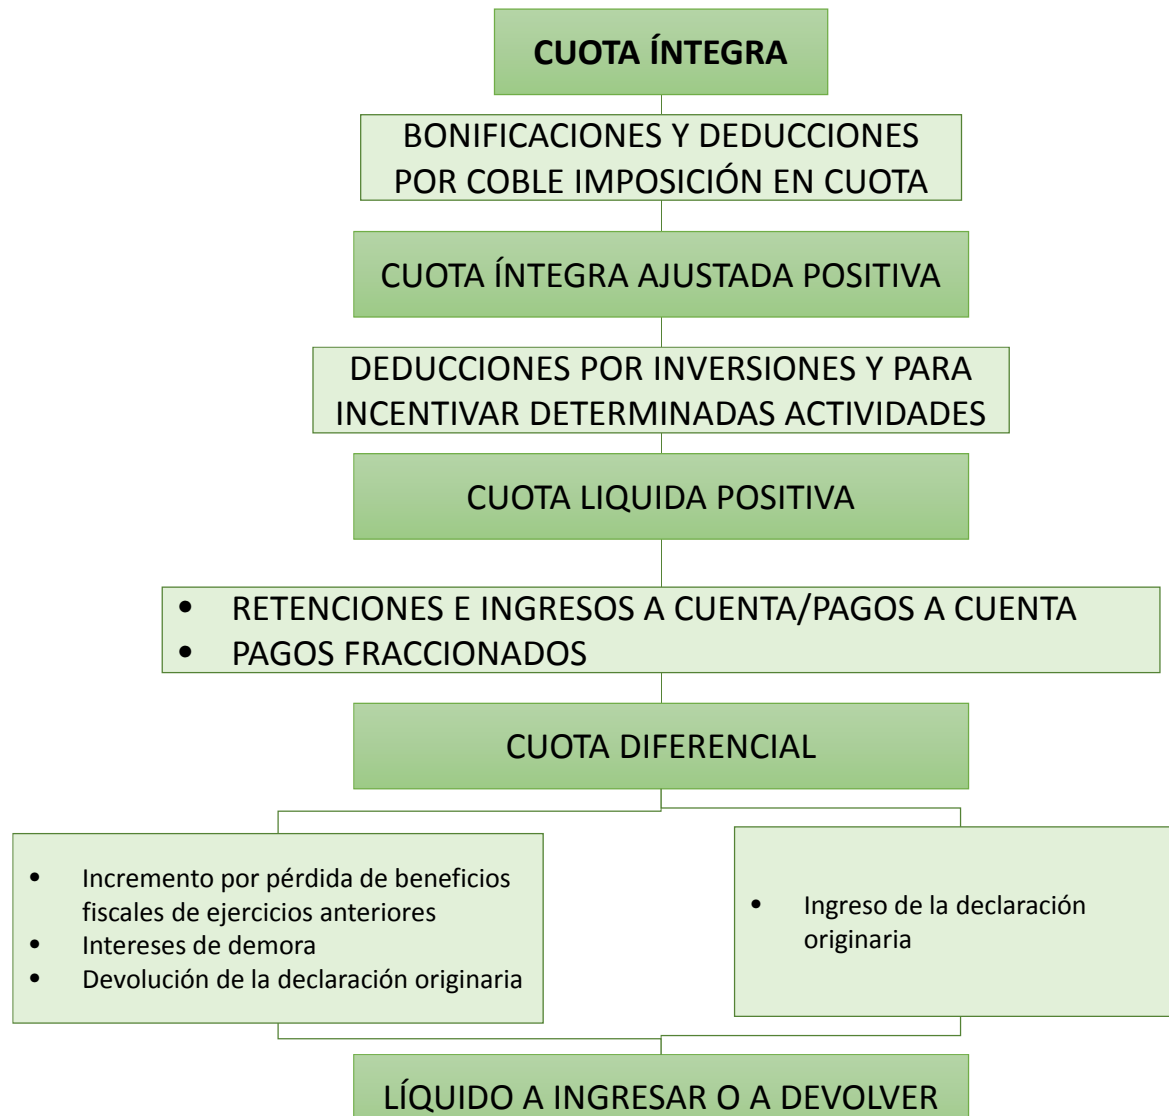 CUOTA ÍNTEGRA
BONIFICACIONES Y DEDUCCIONES
POR COBLE IMPOSICIÓN EN CUOTA
CUOTA ÍNTEGRA AJUSTADA POSITIVA
DEDUCCIONES POR INVERSIONES Y PARA
INCENTIVAR DETERMINADAS ACTIVIDADES
CUOTA LIQUIDA POSITIVA
• RETENCIONES E INGRESOS A CUENTA/PAGOS A CUENTA
• PAGOS FRACCIONADOS
CUOTA DIFERENCIAL
• Incremento por pérdida de beneficios
fiscales de ejercicios anteriores
• Intereses de demora
• Devolución de la declaración originaria
• Ingreso de la declaración
originaria
LÍQUIDO A INGRESAR O A DEVOLVER